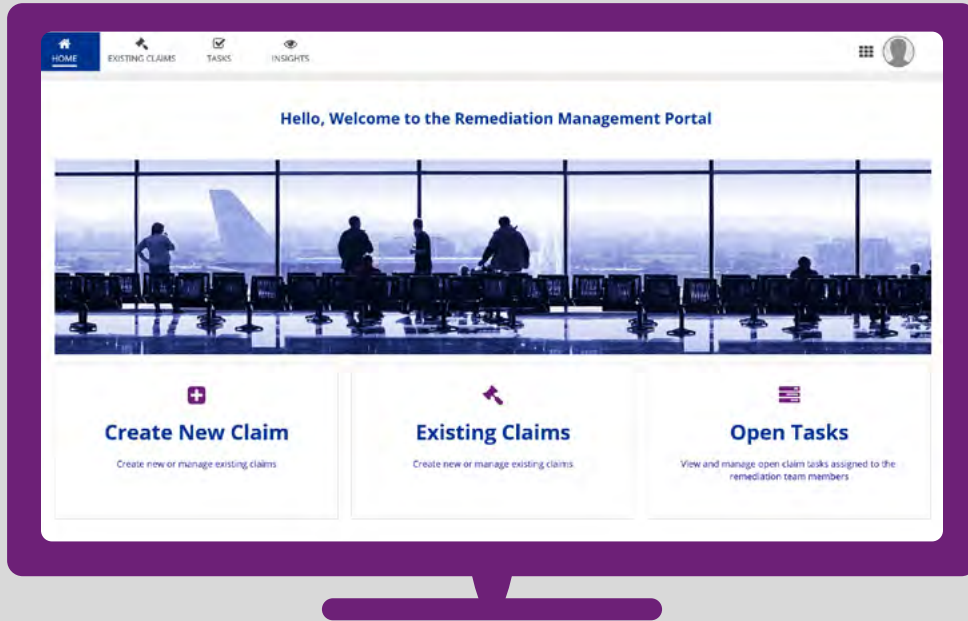 HOME
EXISTING CLAIMS
TASKS
INSIGHTS
Hello, Welcome to the Remediation Management Portal
Create New Claim
Create new or manage existing claims
Existing Claims
Create new or manage existing claims
Open Tasks
View and manage open claim tasks assigned to the
remediation team members